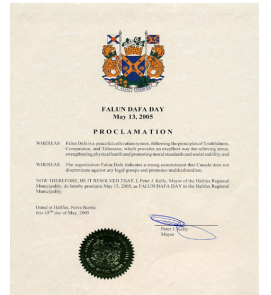 FALUN DAFA DAY
May 13, 2005
PROCLAMATION
WHEREAS Falun Dafa is a peaceful cultivation system, following the principles of Truthfulness,
Compassion, and Tolerance, which provides an excellent way for relieving stress,
strengthening physical health and promoting moral standards and social stability; and
WHEREAS The organization Falun Dafa indicates a strong commitment that Canada does not
discriminate against any legal groups, and promotes multiculturalism.
NOW THEREFORE, BE IT RESOLVED THAT, I, Peter J. Kelly, Mayor of the Halifax Regional
Municipality, do hereby proclaim May 13, 2005, as FALUN DAFA DAY in the Halifax Regional
Municipality.
Dated at Halifax, Nova Scotia
this 10th day of May, 2005
Peter J. Kelly
Mayor